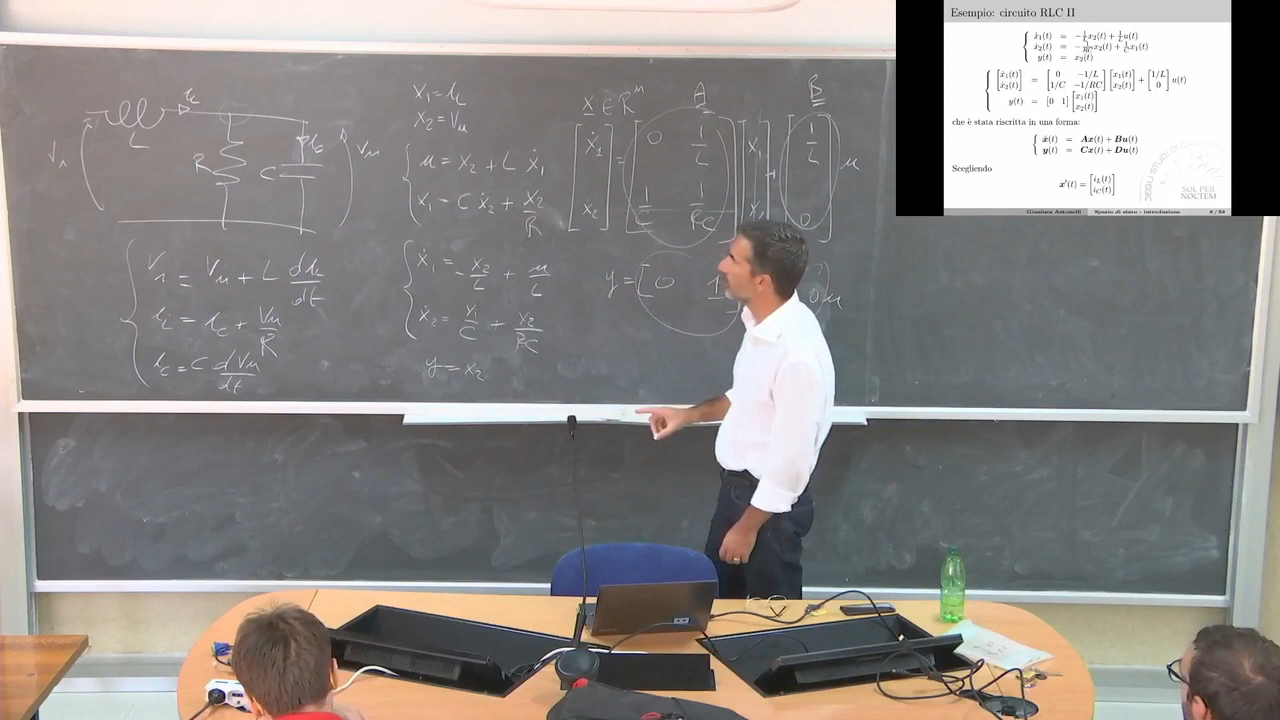 Esempio: circuito RLC II
ẋ₁(t) = −1/L x₂(t) + 1/L u(t)
ẋ₂(t) = −1/RC x₂(t) + 1/C x₁(t)
y(t) = x₂(t)
[ẋ₁(t) ẋ₂(t)] = [0 −1/L 1/C −1/RC] [x₁(t) x₂(t)] + [1/L 0] u(t)
y(t) = [0 1] [x₁(t) x₂(t)]
che è stata riscritta in una forma:
ẋ(t) = Ax(t) + Bu(t)
y(t) = Cx(t) + Du(t)
Scegliendo
x′(t) = [i_L(t) i_C(t)]
SOL PER
NOCTEM
Gianluca Antonelli Spazio di stato - introduzione 8 / 59
L
R
C
x₁ = i_L
x₂ = V_u
u = x₂ + L ẋ₁
x₁ = C ẋ₂ + x₂/R
ẋ₁ = − x₂/L + u/L
ẋ₂ = x₁/C + x₂/RC
y = x₂
V_i = V_u + L di_L/dt
i_L = i_C + V_u/R
i_C = C dV_u/dt
x ∈ Rⁿ A B
[ẋ₁ ẋ₂] = [0 1/L 1/C 1/RC] [x₁ x₂] + [1/L 0] u
y = [0 1 0 u